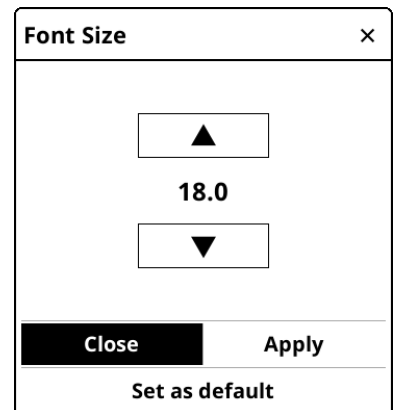 Font Size ×
▲
18.0
▼
Close Apply
Set as default